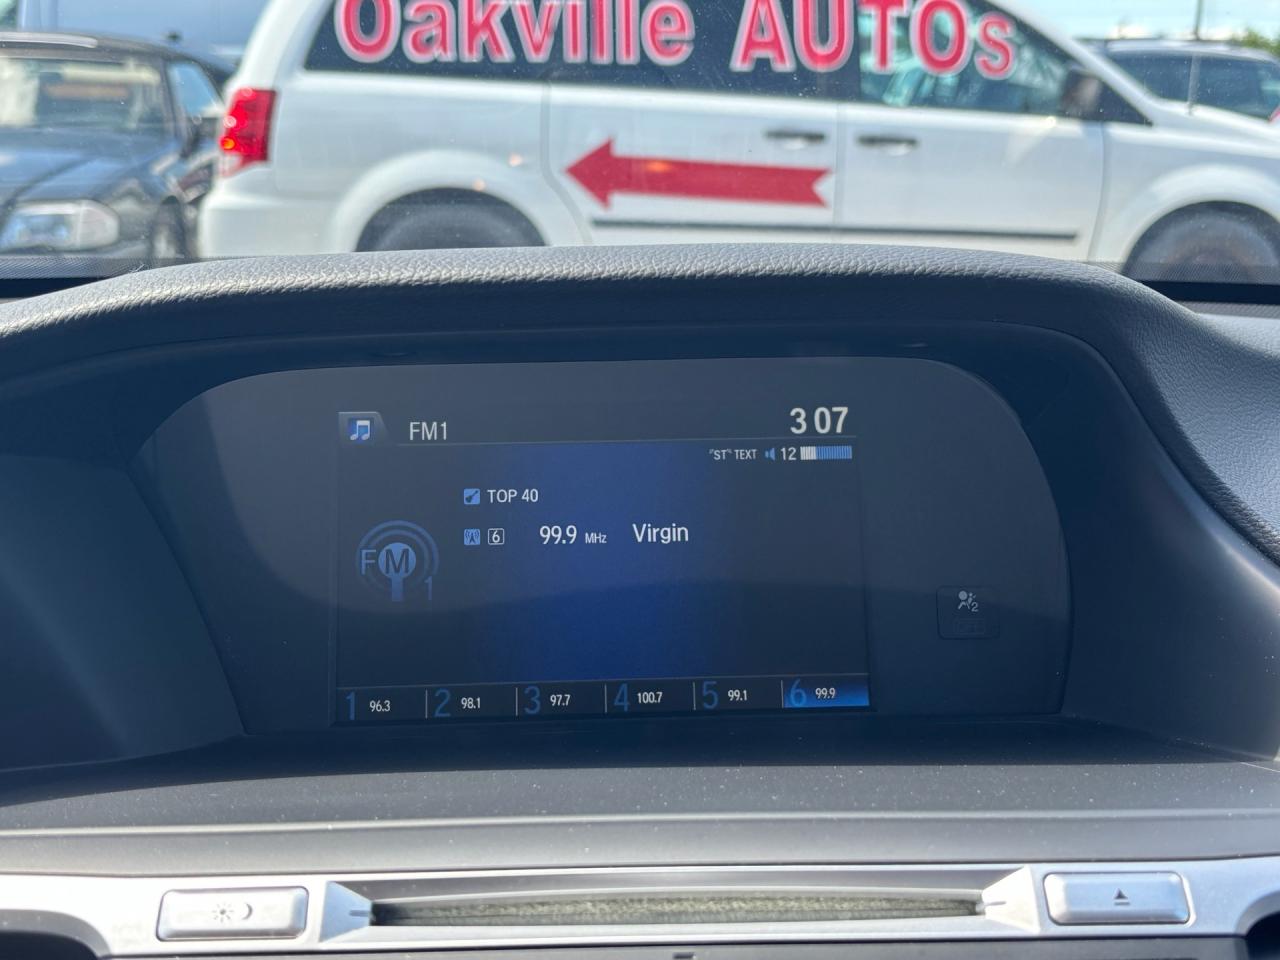 Oakville AUTOs
FM1
3 07
"ST" TEXT 12
TOP 40
6 99.9 MHz Virgin
FM 1
2
1 96.3 2 98.1 3 97.7 4 100.7 5 99.1 6 99.9